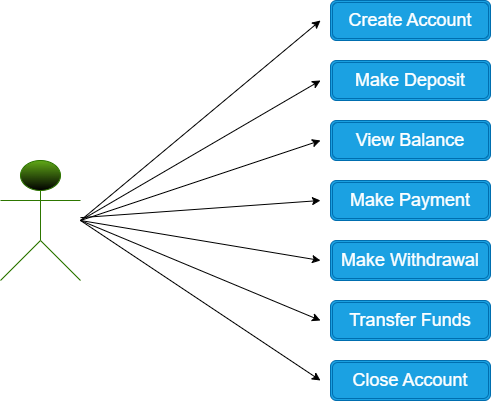 Create Account
Make Deposit
View Balance
Make Payment
Make Withdrawal
Transfer Funds
Close Account